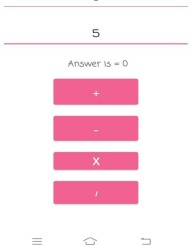 5
Answer is = 0
+
-
X
/